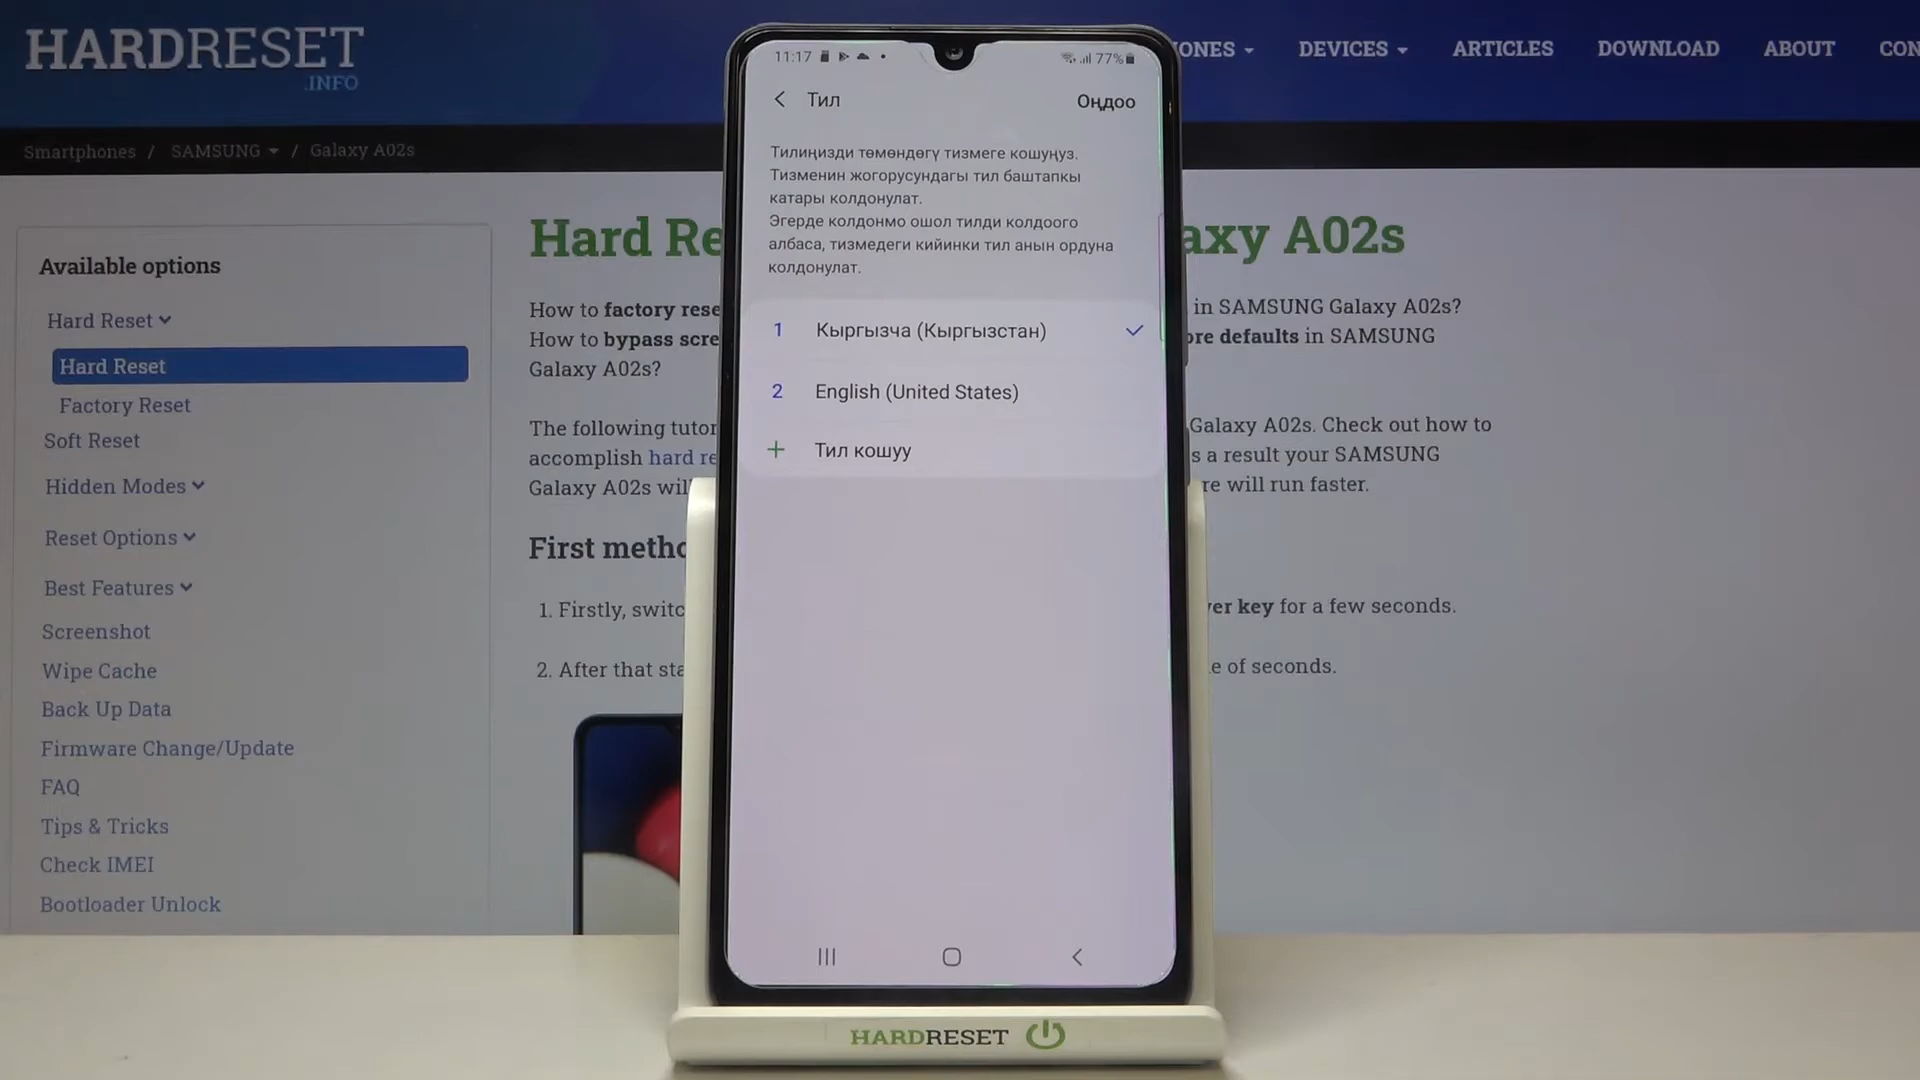 HARDRESET
.INFO
ONES
DEVICES
ARTICLES
DOWNLOAD
ABOUT
CON
Smartphones / SAMSUNG / Galaxy A02s
Available options
Hard Reset
Hard Reset
Factory Reset
Soft Reset
Hidden Modes
Reset Options
Best Features
Screenshot
Wipe Cache
Back Up Data
Firmware Change/Update
FAQ
Tips & Tricks
Check IMEI
Bootloader Unlock
Hard Re
axy A02s
How to factory rese
in SAMSUNG Galaxy A02s?
How to bypass scre
ore defaults in SAMSUNG
Galaxy A02s?
The following tutor
Galaxy A02s. Check out how to
accomplish hard re
s a result your SAMSUNG
Galaxy A02s wil
re will run faster.
First metho
1. Firstly, switc
er key for a few seconds.
2. After that sta
e of seconds.
11:17
77%
Тил
Оңдоо
Тилиңизди төмөндөгү тизмеге кошуңуз.
Тизменин жогорусундагы тил баштапкы
катары колдонулат.
Эгерде колдонмо ошол тилди колдоого
албаса, тизмедеги кийинки тил анын ордуна
колдонулат.
1 Кыргызча (Кыргызстан)
2 English (United States)
+ Тил кошуу
HARDRESET